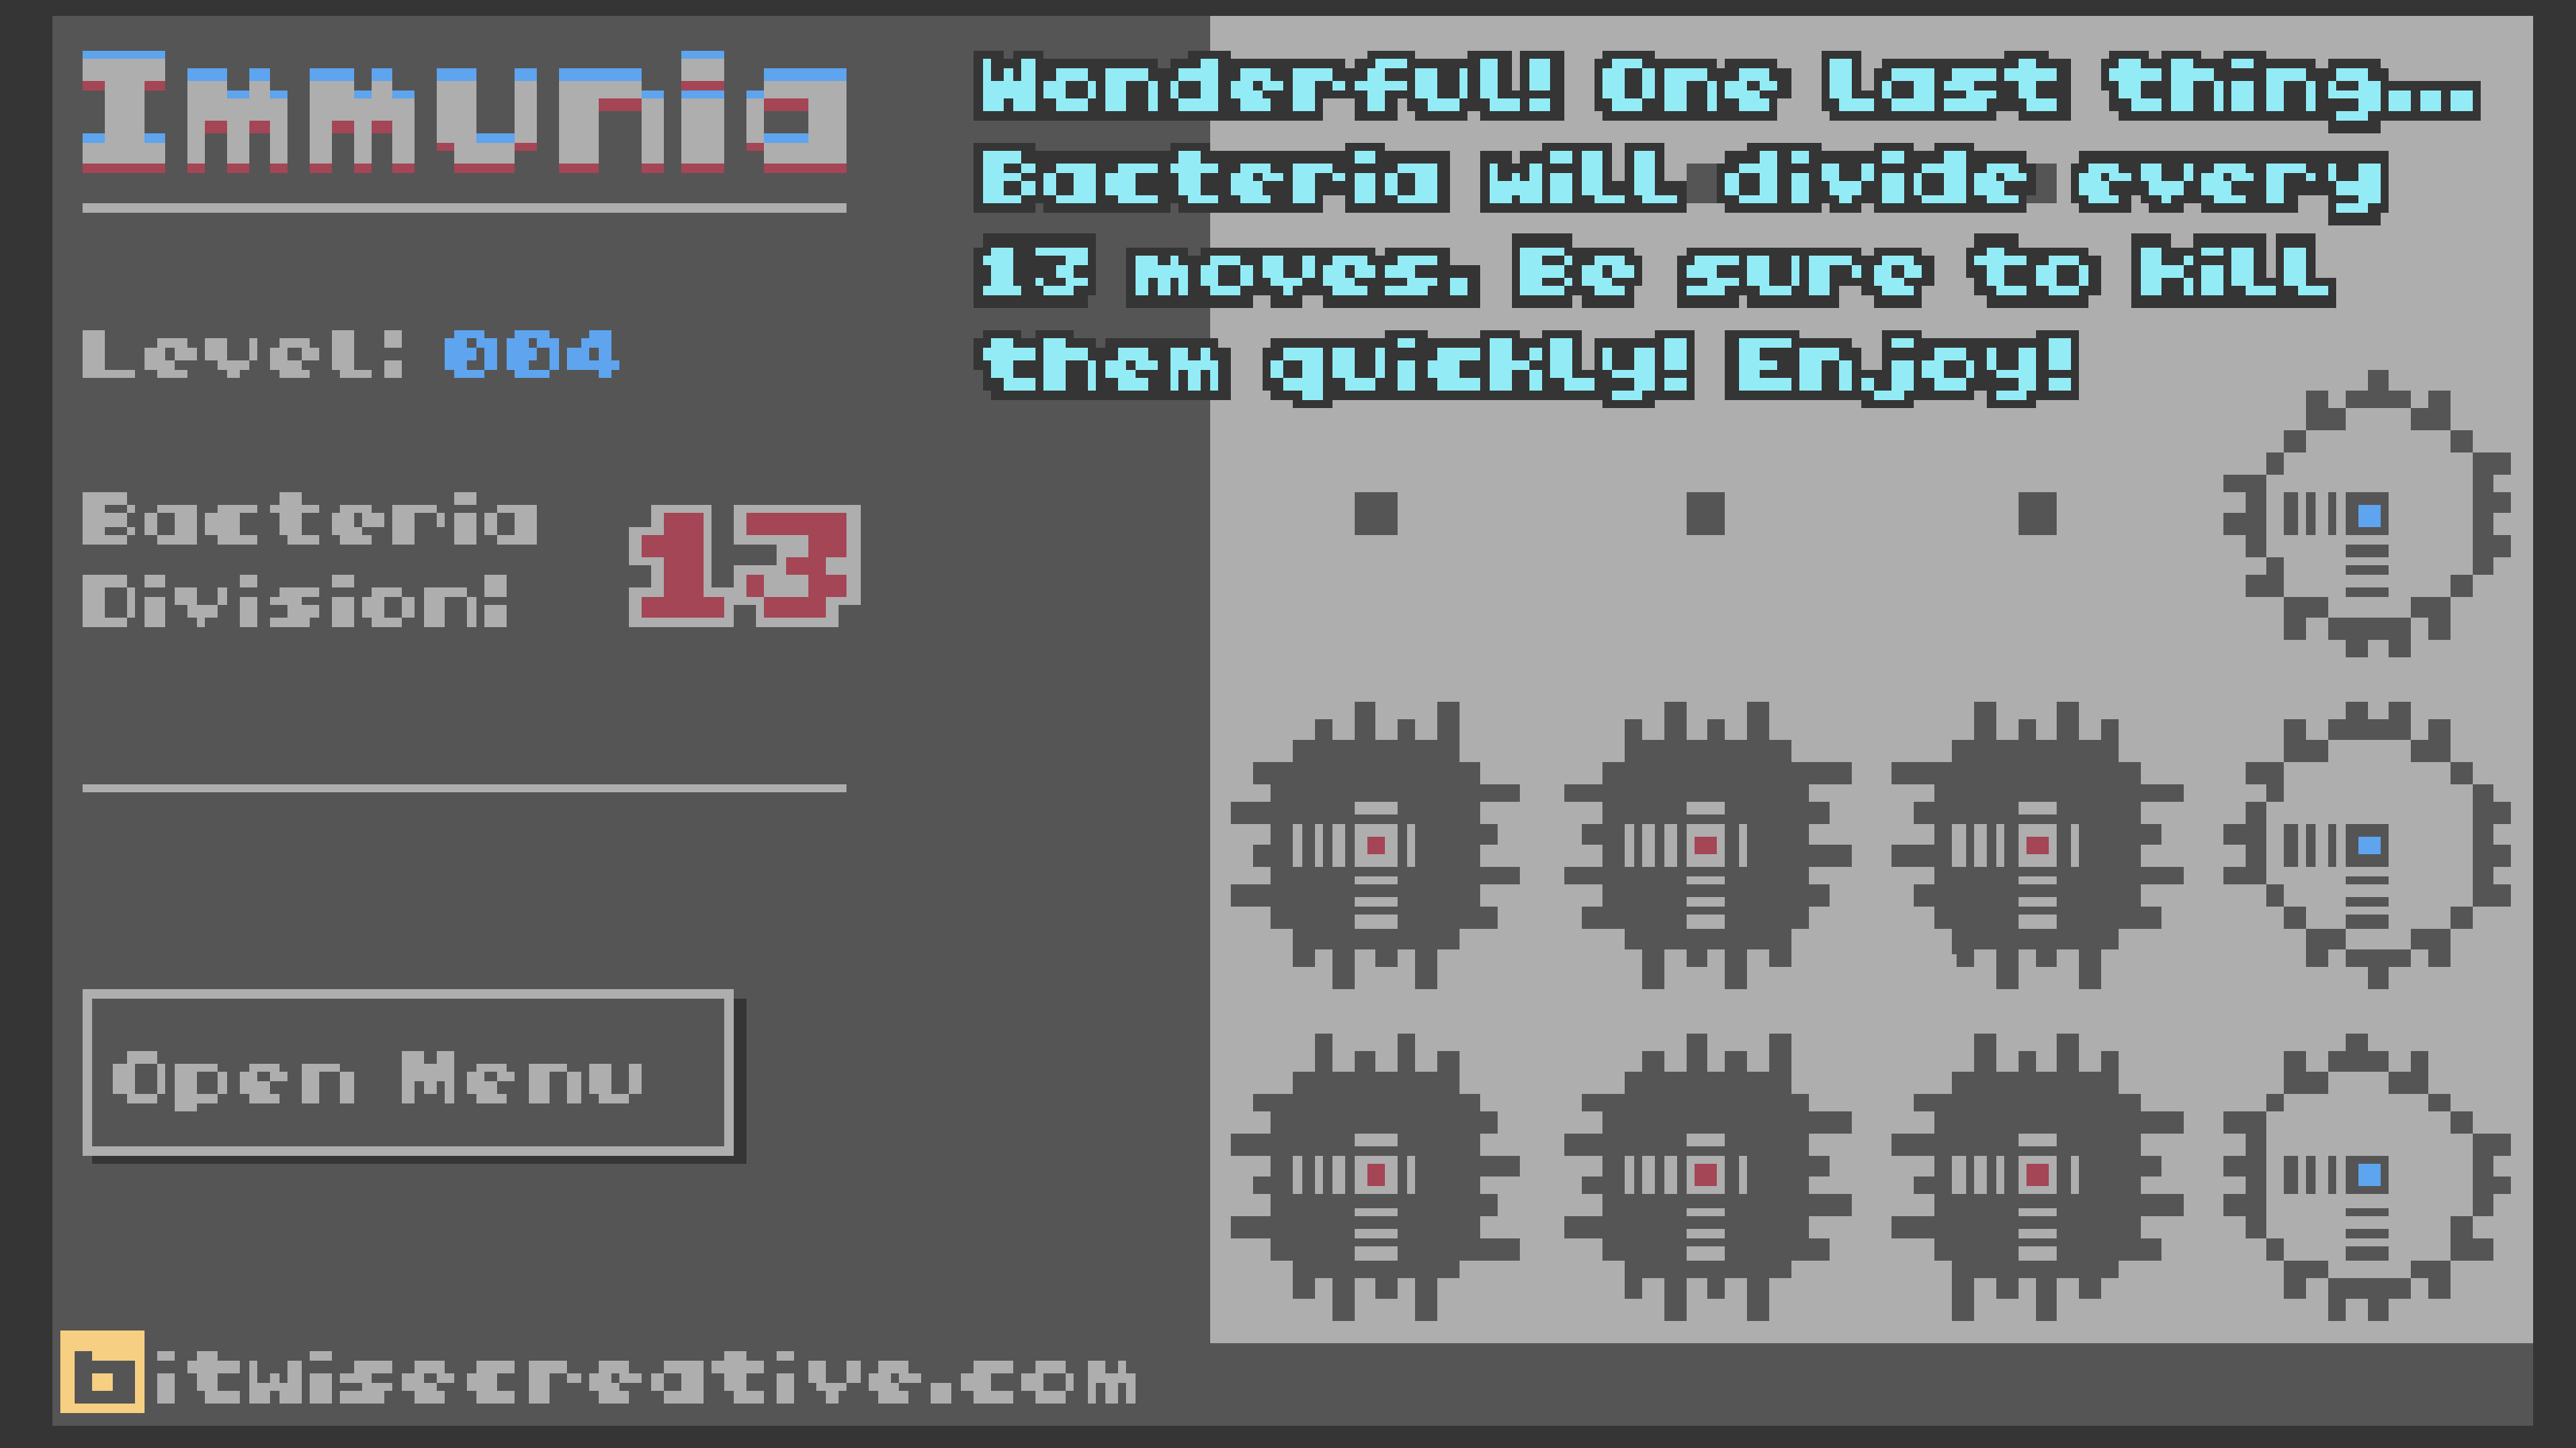 Immunia
Level: 004
Bacteria
Division:
13
Open Menu
bitwisecreative.com
Wonderful! One last thing...
Bacteria will divide every
13 moves. Be sure to kill
them quickly! Enjoy!